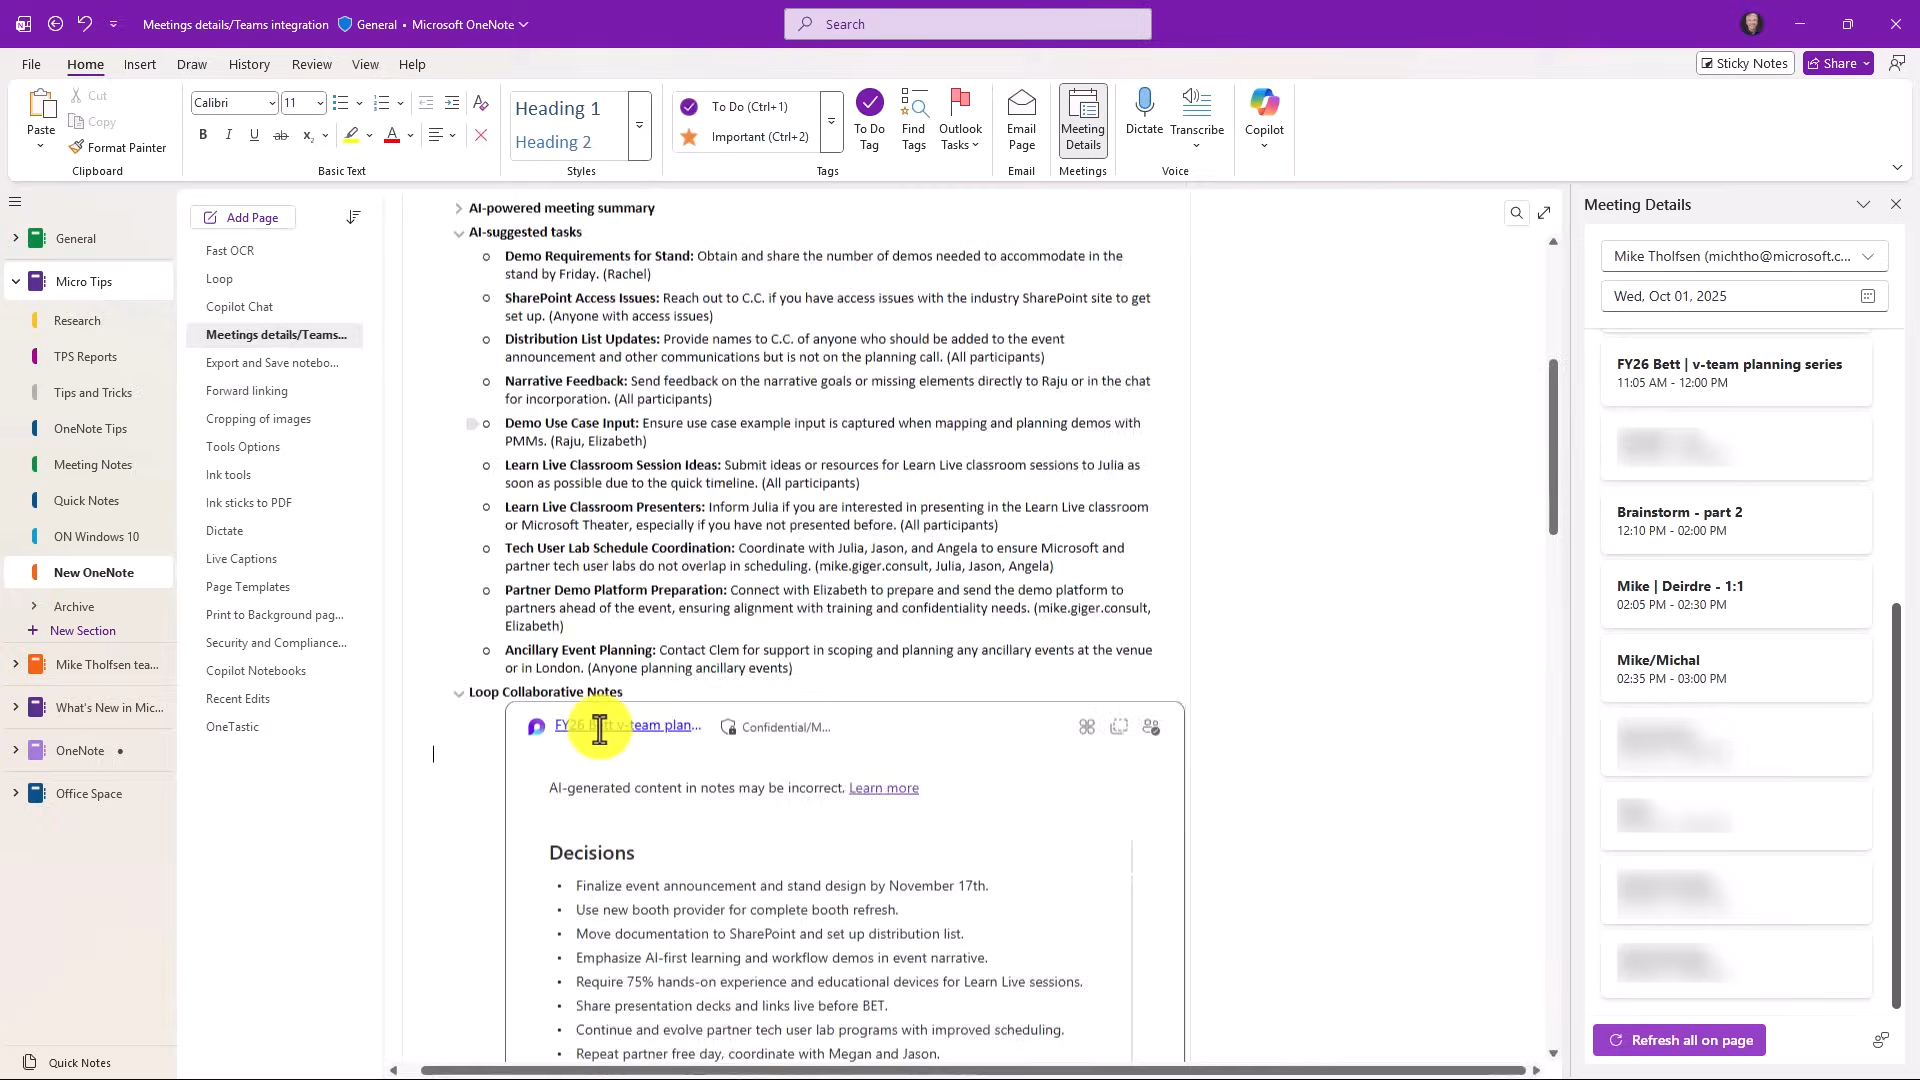 Meetings details/Teams integration General • Microsoft OneNote
Search
File Home Insert Draw History Review View Help
Sticky Notes Share
Paste
Cut
Copy
Format Painter
Clipboard
Calibri 11
Basic Text
Heading 1
Heading 2
Styles
To Do (Ctrl+1)
Important (Ctrl+2)
To Do
Tag
Find
Tags
Outlook
Tasks
Tags
Email
Page
Email
Meeting
Details
Meetings
Dictate
Transcribe
Voice
Copilot
General
Micro Tips
Research
TPS Reports
Tips and Tricks
OneNote Tips
Meeting Notes
Quick Notes
ON Windows 10
New OneNote
Archive
New Section
Mike Tholfsen tea...
What's New in Mic...
OneNote
Office Space
Quick Notes
Add Page
Fast OCR
Loop
Copilot Chat
Meetings details/Teams...
Export and Save notebo...
Forward linking
Cropping of images
Tools Options
Ink tools
Ink sticks to PDF
Dictate
Live Captions
Page Templates
Print to Background pag...
Security and Compliance...
Copilot Notebooks
Recent Edits
OneTastic
AI-powered meeting summary
AI-suggested tasks
Demo Requirements for Stand: Obtain and share the number of demos needed to accommodate in the
stand by Friday. (Rachel)
SharePoint Access Issues: Reach out to C.C. if you have access issues with the industry SharePoint site to get
set up. (Anyone with access issues)
Distribution List Updates: Provide names to C.C. of anyone who should be added to the event
announcement and other communications but is not on the planning call. (All participants)
Narrative Feedback: Send feedback on the narrative goals or missing elements directly to Raju or in the chat
for incorporation. (All participants)
Demo Use Case Input: Ensure use case example input is captured when mapping and planning demos with
PMMs. (Raju, Elizabeth)
Learn Live Classroom Session Ideas: Submit ideas or resources for Learn Live classroom sessions to Julia as
soon as possible due to the quick timeline. (All participants)
Learn Live Classroom Presenters: Inform Julia if you are interested in presenting in the Learn Live classroom
or Microsoft Theater, especially if you have not presented before. (All participants)
Tech User Lab Schedule Coordination: Coordinate with Julia, Jason, and Angela to ensure Microsoft and
partner tech user labs do not overlap in scheduling. (mike.giger.consult, Julia, Jason, Angela)
Partner Demo Platform Preparation: Connect with Elizabeth to prepare and send the demo platform to
partners ahead of the event, ensuring alignment with training and confidentiality needs. (mike.giger.consult,
Elizabeth)
Ancillary Event Planning: Contact Clem for support in scoping and planning any ancillary events at the venue
or in London. (Anyone planning ancillary events)
Loop Collaborative Notes
FY26 Bett v-team plan... Confidential/M...
AI-generated content in notes may be incorrect. Learn more
Decisions
• Finalize event announcement and stand design by November 17th.
• Use new booth provider for complete booth refresh.
• Move documentation to SharePoint and set up distribution list.
• Emphasize AI-first learning and workflow demos in event narrative.
• Require 75% hands-on experience and educational devices for Learn Live sessions.
• Share presentation decks and links live before BET.
• Continue and evolve partner tech user lab programs with improved scheduling.
• Repeat partner free day, coordinate with Megan and Jason.
Meeting Details
Mike Tholfsen (michtho@microsoft.c...
Wed, Oct 01, 2025
FY26 Bett | v-team planning series
11:05 AM - 12:00 PM
Brainstorm - part 2
12:10 PM - 02:00 PM
Mike | Deirdre - 1:1
02:05 PM - 02:30 PM
Mike/Michal
02:35 PM - 03:00 PM
Refresh all on page